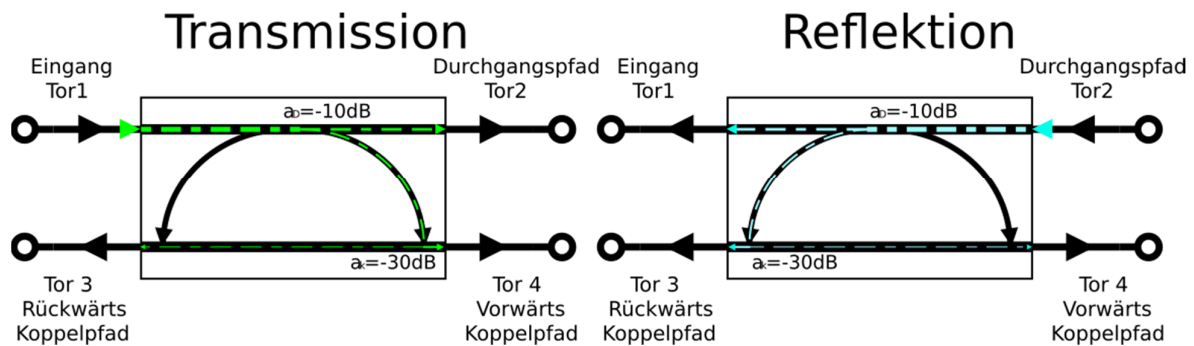 Transmission
Eingang
Tor1
Durchgangspfad
Tor2
aD=-10dB
aK=-30dB
Tor 3
Rückwärts
Koppelpfad
Tor 4
Vorwärts
Koppelpfad
Reflektion
Eingang
Tor1
Durchgangspfad
Tor2
aD=-10dB
aK=-30dB
Tor 3
Rückwärts
Koppelpfad
Tor 4
Vorwärts
Koppelpfad